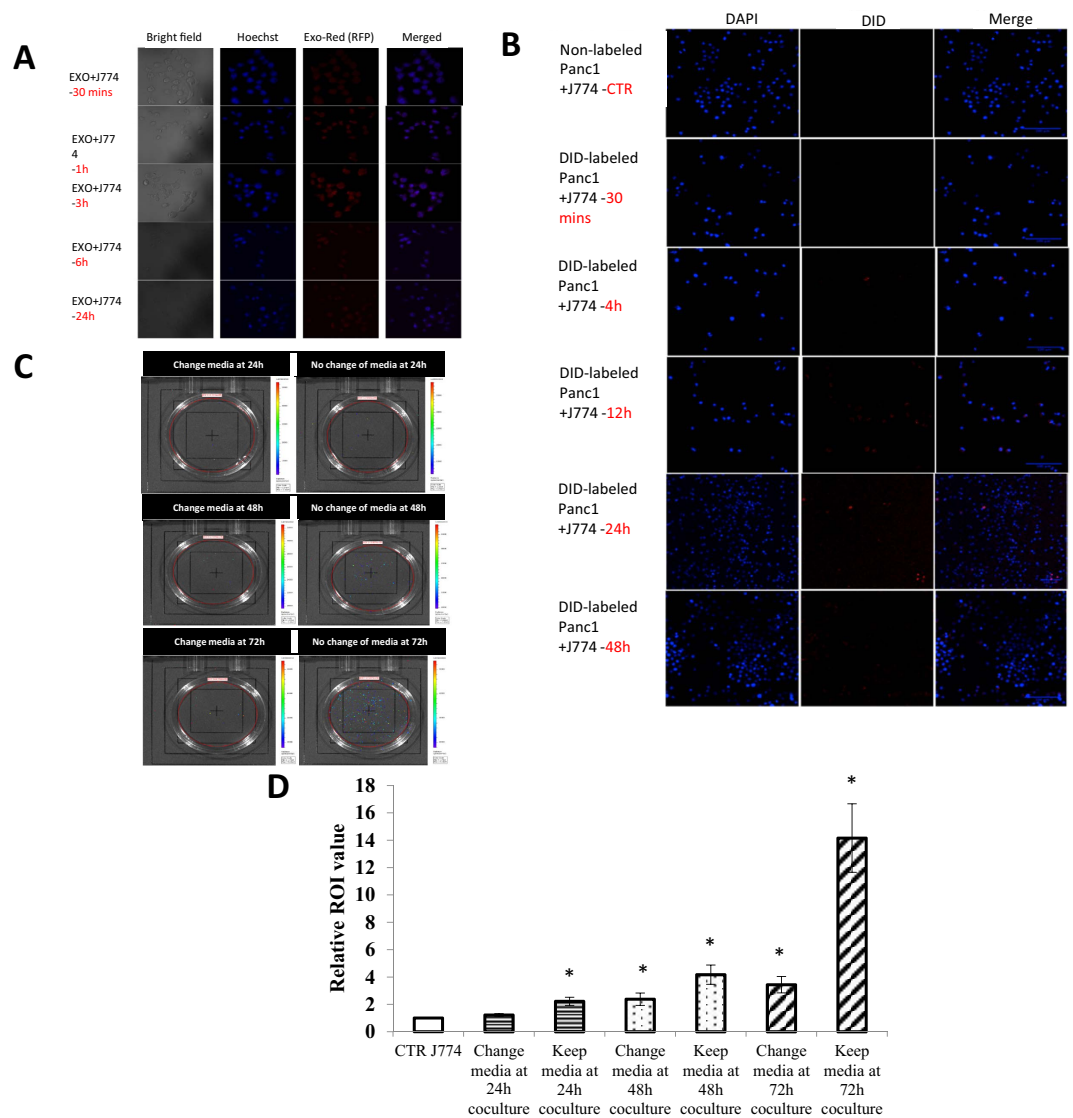 A
Bright field
Hoechst
Exo-Red (RFP)
Merged
EXO+J774
-30 mins
EXO+J77
4
-1h
EXO+J774
-3h
EXO+J774
-6h
EXO+J774
-24h
B
DAPI
DID
Merge
Non-labeled
Panc1
+J774 -CTR
DID-labeled
Panc1
+J774 -30
mins
DID-labeled
Panc1
+J774 -4h
DID-labeled
Panc1
+J774 -12h
DID-labeled
Panc1
+J774 -24h
DID-labeled
Panc1
+J774 -48h
C
Change media at 24h
No change of media at 24h
Change media at 48h
No change of media at 48h
Change media at 72h
No change of media at 72h
D
Relative ROI value
18
16
14
12
10
8
6
4
2
0
*
*
*
*
*
CTR J774
Change
media at
24h
coculture
Keep
media at
24h
coculture
Change
media at
48h
coculture
Keep
media at
48h
coculture
Change
media at
72h
coculture
Keep
media at
72h
coculture